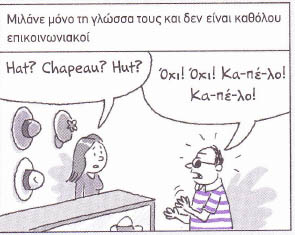 Μιλάνε μόνο τη γλώσσα τους και δεν είναι καθόλου
επικοινωνιακοί
Hat? Chapeau? Hut?
Όχι! Όχι! Κα-πέ-λο!
Κα-πέ-λο!